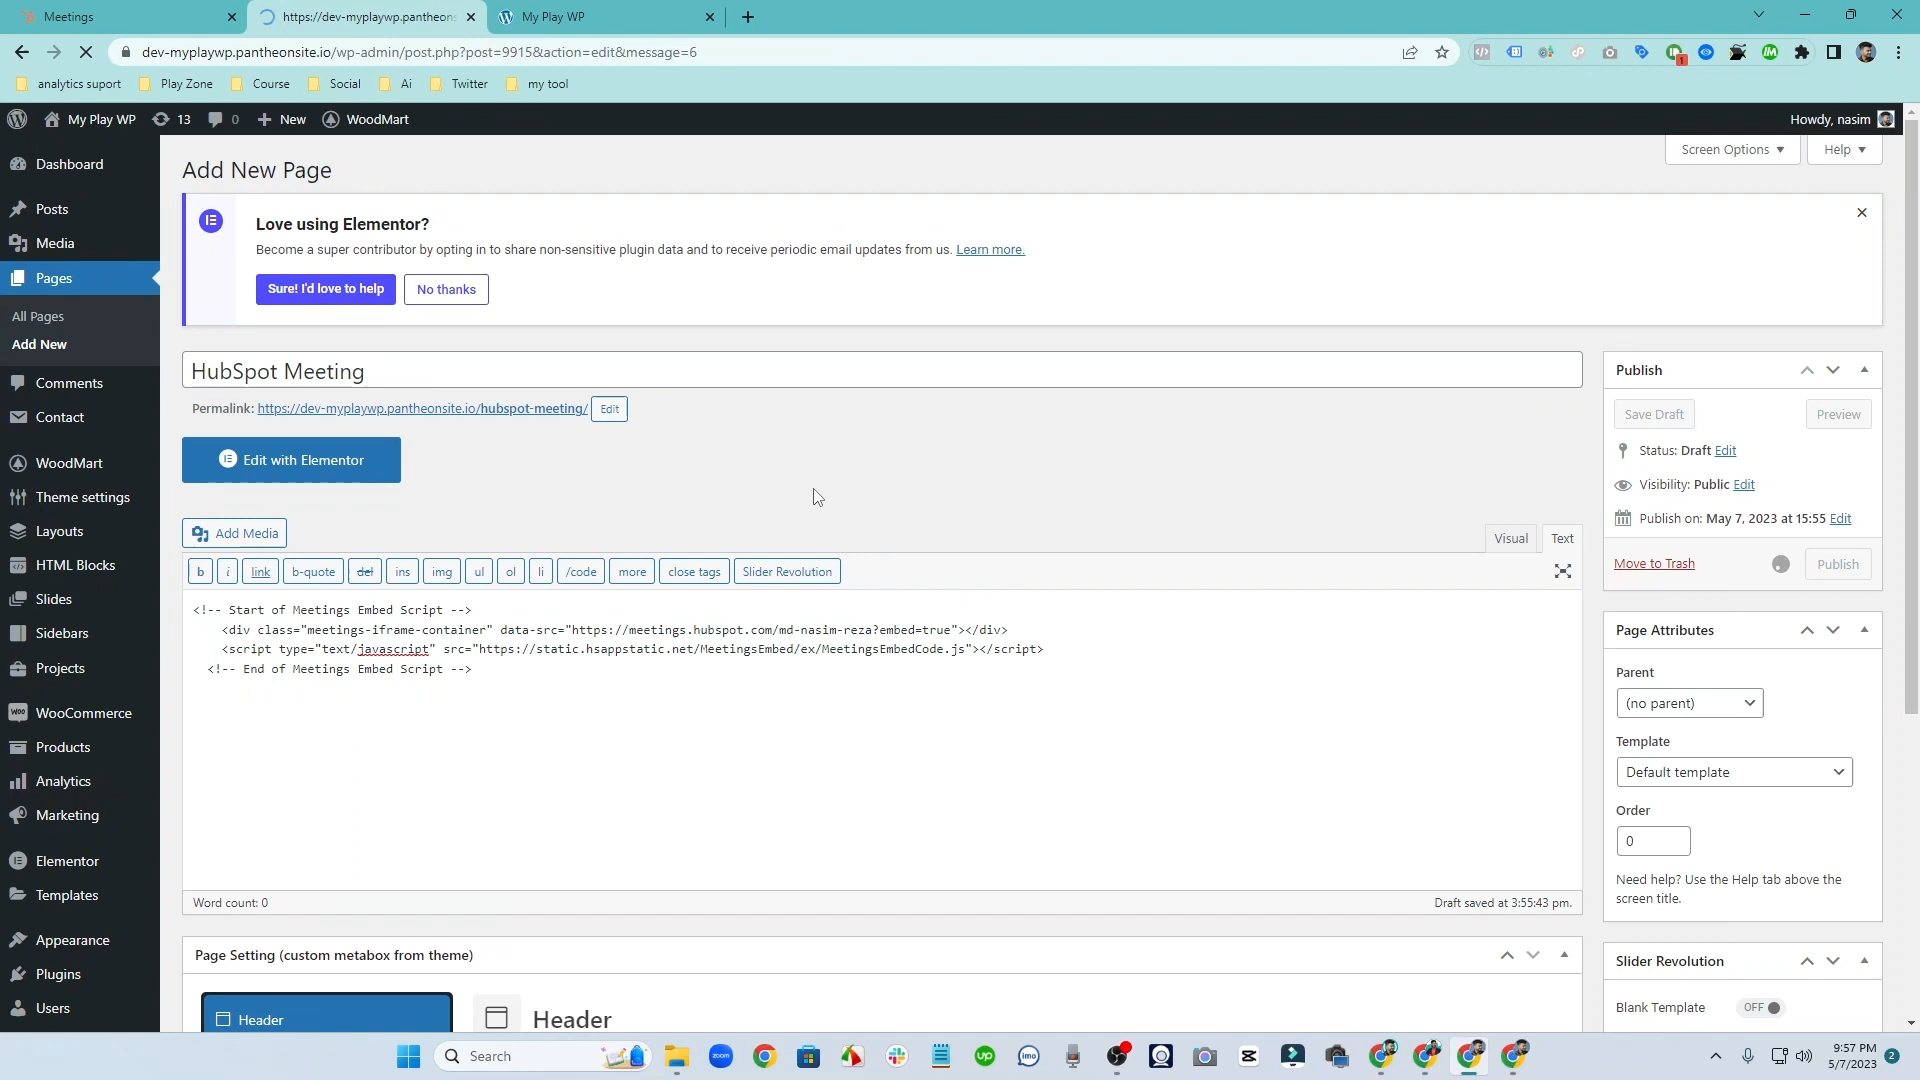 Meetings
https://dev-myplaywp.pantheons
My Play WP
dev-myplaywp.pantheonsite.io/wp-admin/post.php?post=9915&action=edit&message=6
analytics suport
Play Zone
Course
Social
Ai
Twitter
my tool
My Play WP
13
0
New
WoodMart
Howdy, nasim
Dashboard
Posts
Media
Pages
All Pages
Add New
Comments
Contact
WoodMart
Theme settings
Layouts
HTML Blocks
Slides
Sidebars
Projects
WooCommerce
Products
Analytics
Marketing
Elementor
Templates
Appearance
Plugins
Users
Add New Page
Screen Options
Help
Love using Elementor?
Become a super contributor by opting in to share non-sensitive plugin data and to receive periodic email updates from us. Learn more.
Sure! I'd love to help
No thanks
HubSpot Meeting
Permalink: https://dev-myplaywp.pantheonsite.io/hubspot-meeting/ Edit
Edit with Elementor
Add Media
Visual
Text
b
i
link
b-quote
del
ins
img
ul
ol
li
/code
more
close tags
Slider Revolution
<!-- Start of Meetings Embed Script -->
<div class="meetings-iframe-container" data-src="https://meetings.hubspot.com/md-nasim-reza?embed=true"></div>
<script type="text/javascript" src="https://static.hsappstatic.net/MeetingsEmbed/ex/MeetingsEmbedCode.js"></script>
<!-- End of Meetings Embed Script -->
Word count: 0
Draft saved at 3:55:43 pm.
Page Setting (custom metabox from theme)
Header
Header
Publish
Save Draft
Preview
Status: Draft Edit
Visibility: Public Edit
Publish on: May 7, 2023 at 15:55 Edit
Move to Trash
Publish
Page Attributes
Parent
(no parent)
Template
Default template
Order
0
Need help? Use the Help tab above the
screen title.
Slider Revolution
Blank Template
OFF
Search
zoom
up
imo
9:57 PM
5/7/2023
2